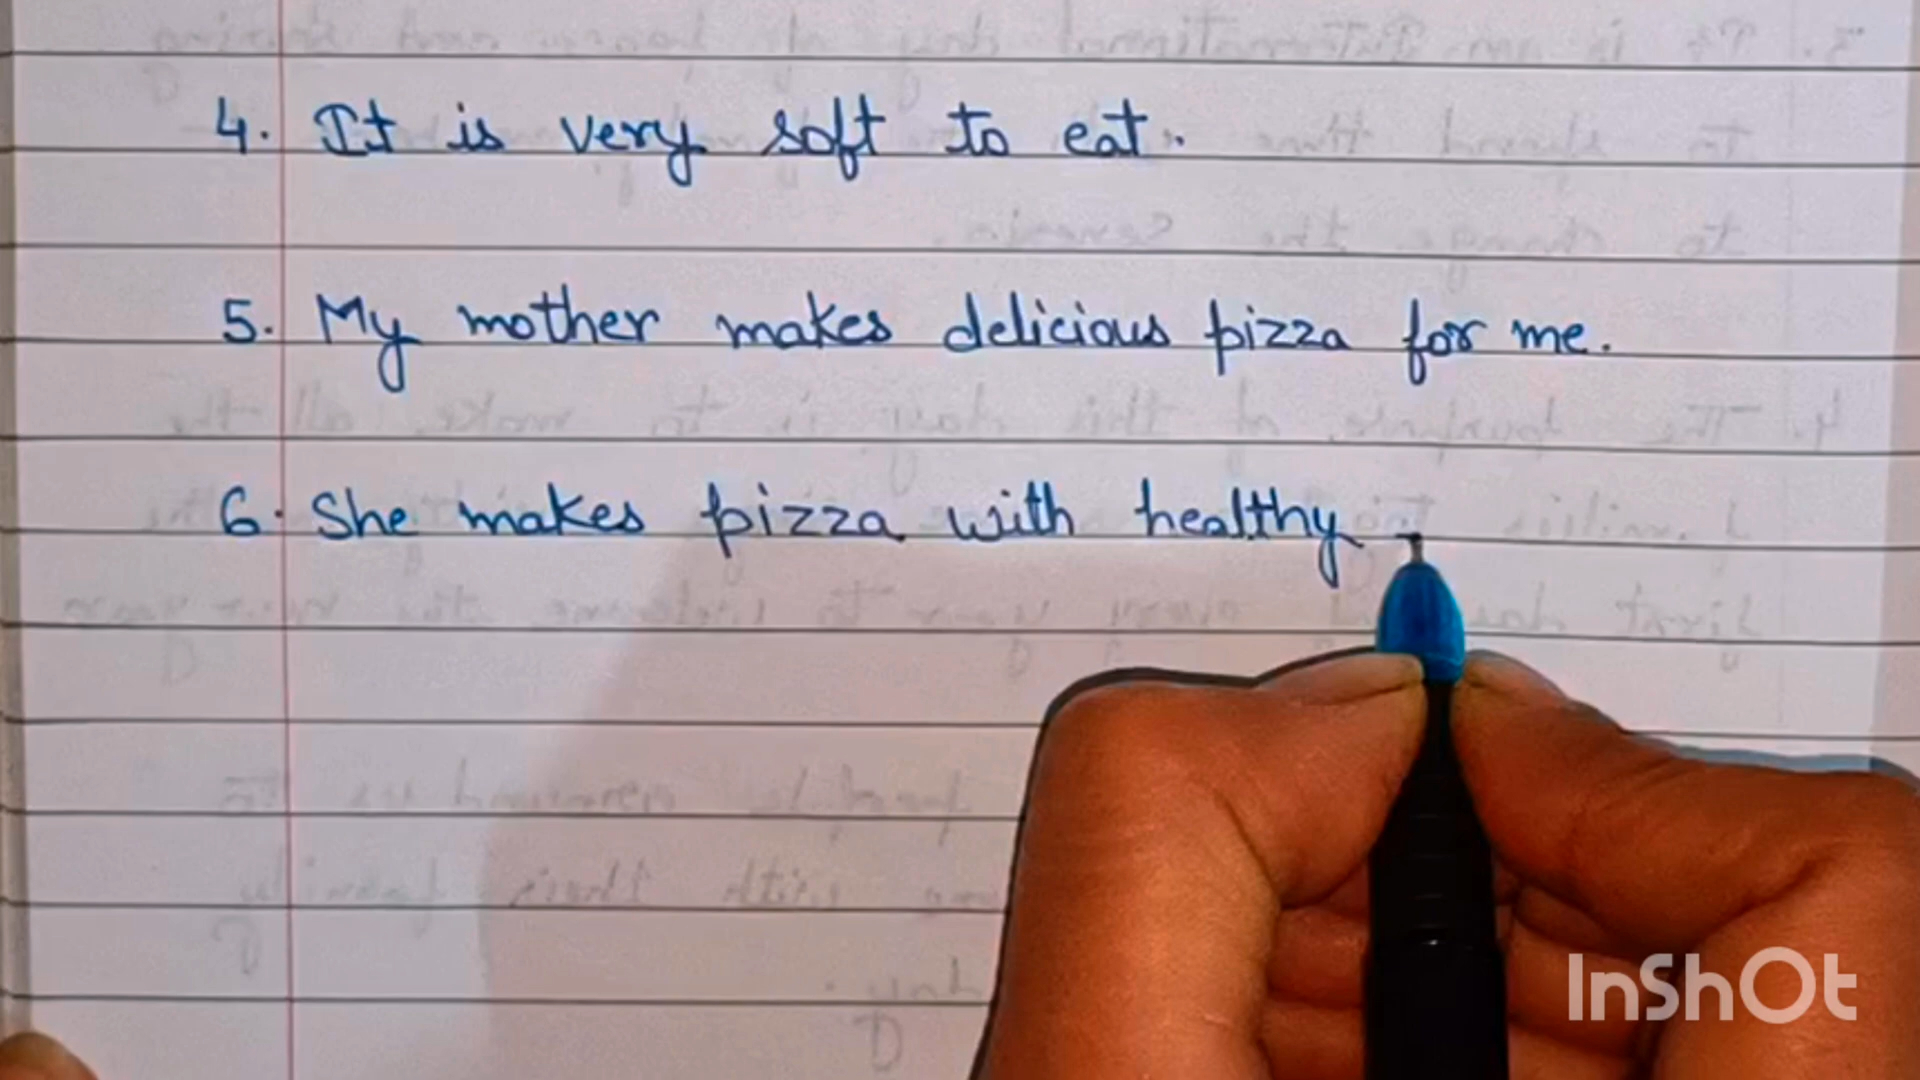 4. It is very soft to eat.
5. My mother makes delicious pizza for me.
6. She makes pizza with healthy
InShOt